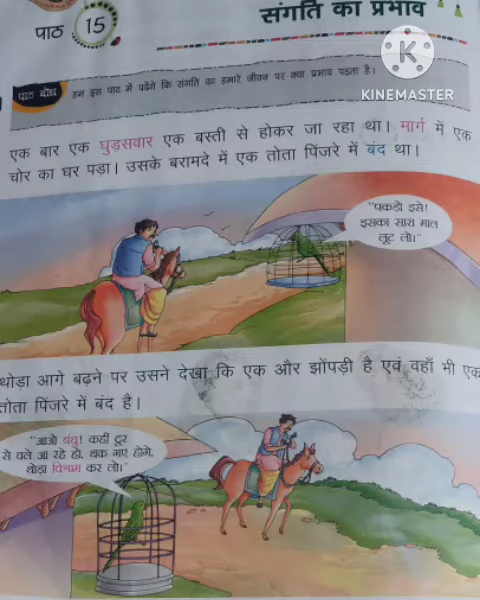 पाठ 15
संगति का प्रभाव
KINEMASTER
पाठ बोध
हम इस पाठ में पढ़ेंगे कि संगति का हमारे जीवन पर क्या प्रभाव पड़ता है।
एक बार एक घुड़सवार एक बस्ती से होकर जा रहा था। मार्ग में एक
चोर का घर पड़ा। उसके बरामदे में एक तोता पिंजरे में बंद था।
"पकड़ो इसे!
इसका सारा माल
लूट लो।"
थोड़ा आगे बढ़ने पर उसने देखा कि एक और झोंपड़ी है एवं वहाँ भी एक
तोता पिंजरे में बंद है।
"आओ बंधु! कहीं दूर
से चले आ रहे हो, थक गए होगे,
थोड़ा विश्राम कर लो।"